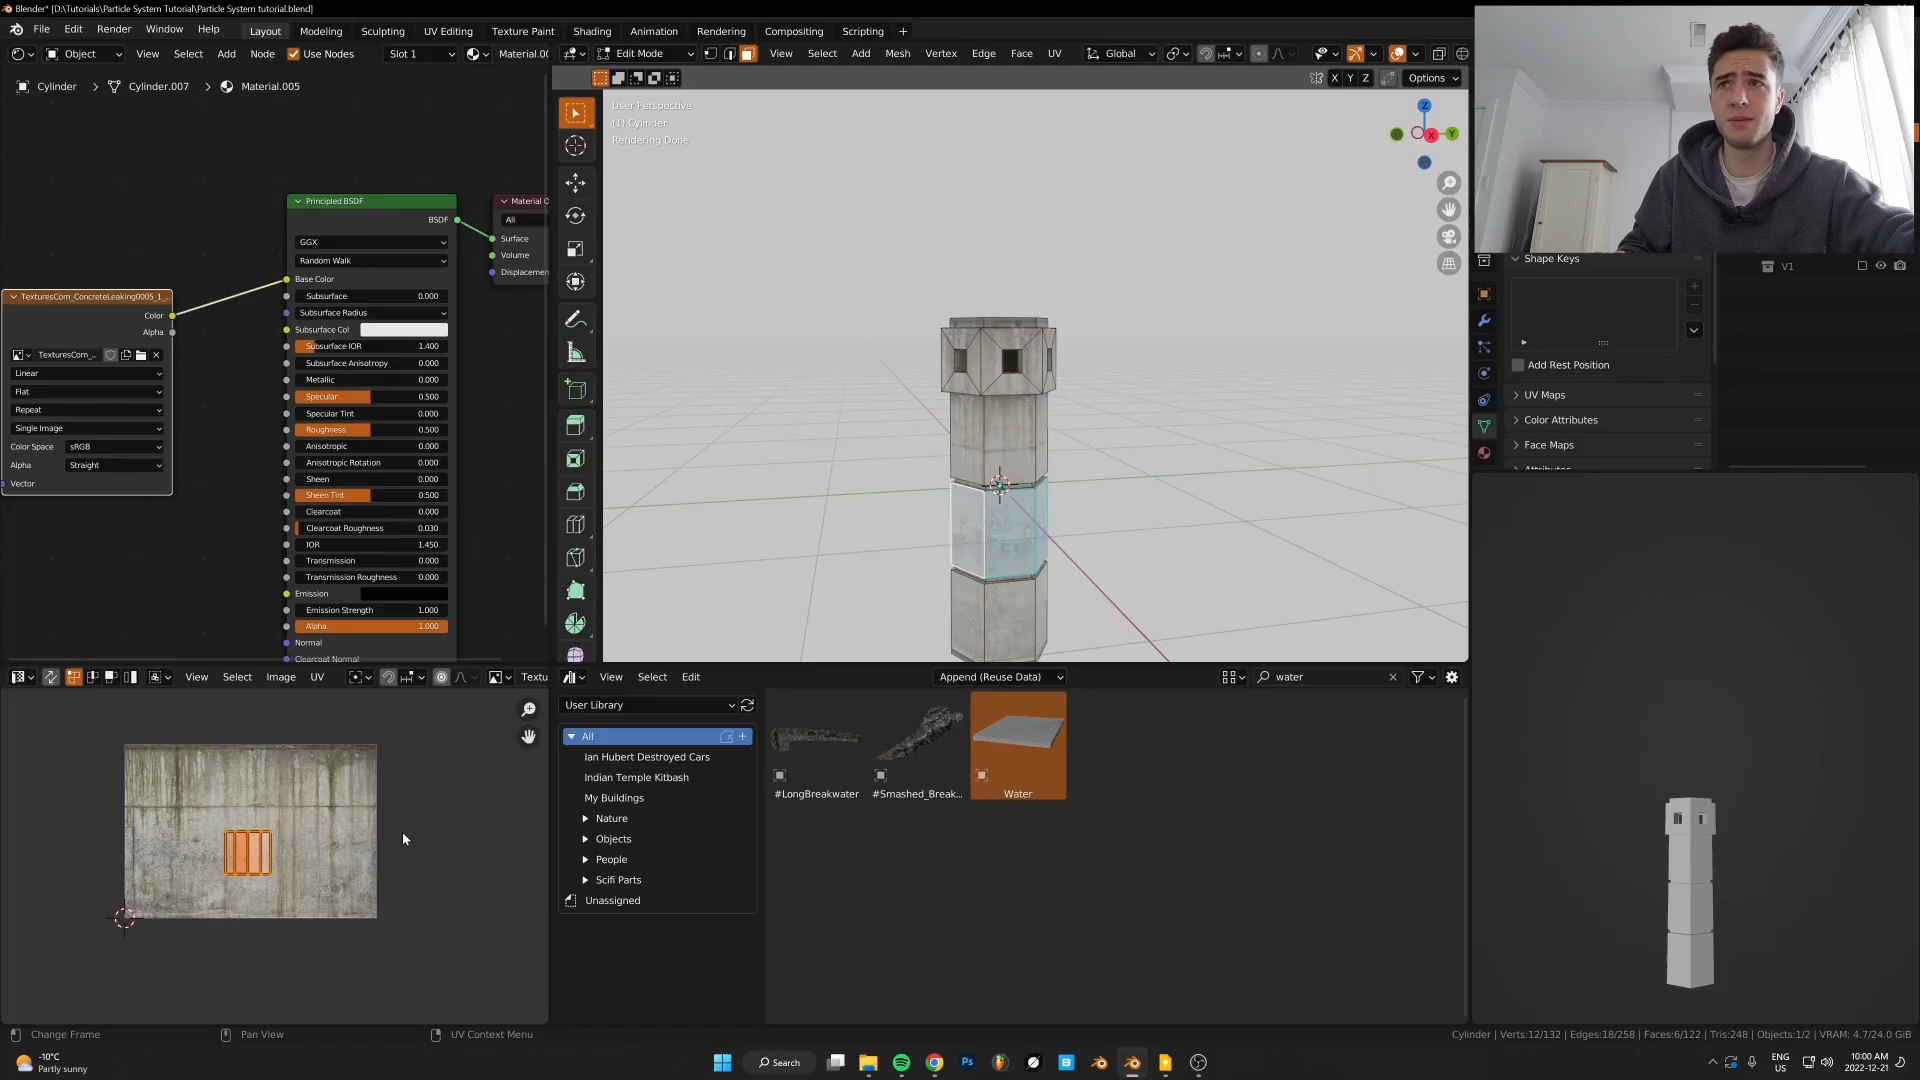 Blender* [D:\Tutorials\Particle System Tutorial\Particle System tutorial.blend]
File Edit Render Window Help Layout Modeling Sculpting UV Editing Texture Paint Shading Animation Rendering Compositing Scripting +
Object View Select Add Node Use Nodes Slot 1 Material.00
Edit Mode View Select Add Mesh Vertex Edge Face UV Global
X Y Z Options
Cylinder > Cylinder.007 > Material.005
User Perspective
(1) Cylinder
Rendering Done
Z
X
Y
Principled BSDF
BSDF
GGX
Random Walk
Base Color
Subsurface 0.000
Subsurface Radius
Subsurface Col
Subsurface IOR 1.400
Subsurface Anisotropy 0.000
Metallic 0.000
Specular 0.500
Specular Tint 0.000
Roughness 0.500
Anisotropic 0.000
Anisotropic Rotation 0.000
Sheen 0.000
Sheen Tint 0.500
Clearcoat 0.000
Clearcoat Roughness 0.030
IOR 1.450
Transmission 0.000
Transmission Roughness 0.000
Emission
Emission Strength 1.000
Alpha 1.000
Normal
Clearcoat Normal
Material O
All
Surface
Volume
Displacemen
TexturesCom_ConcreteLeaking0005_1_...
Color
Alpha
TexturesCom_...
Linear
Flat
Repeat
Single Image
Color Space sRGB
Alpha Straight
Vector
Shape Keys
V1
Add Rest Position
UV Maps
Color Attributes
Face Maps
View Select Image UV Textu
View Select Edit Append (Reuse Data) water
User Library
All
Ian Hubert Destroyed Cars
Indian Temple Kitbash
My Buildings
Nature
Objects
People
Scifi Parts
Unassigned
#LongBreakwater
#Smashed_Break...
Water
Change Frame Pan View UV Context Menu
Cylinder | Verts:12/132 | Edges:18/258 | Faces:6/122 | Tris:248 | Objects:1/2 | VRAM: 4.7/24.0 GiB
-10°C
Partly sunny
Search
Ps
ENG
US
10:00 AM
2022-12-21